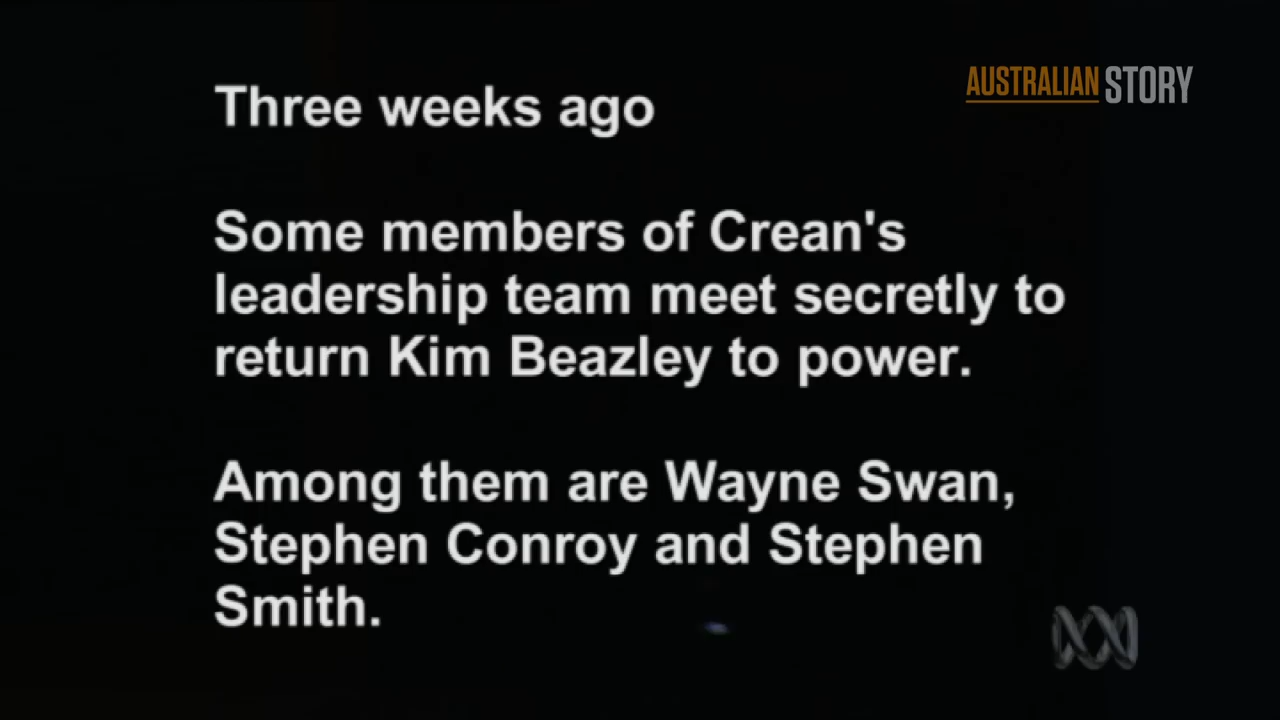 AUSTRALIAN STORY
Three weeks ago
Some members of Crean's
leadership team meet secretly to
return Kim Beazley to power.
Among them are Wayne Swan,
Stephen Conroy and Stephen
Smith.